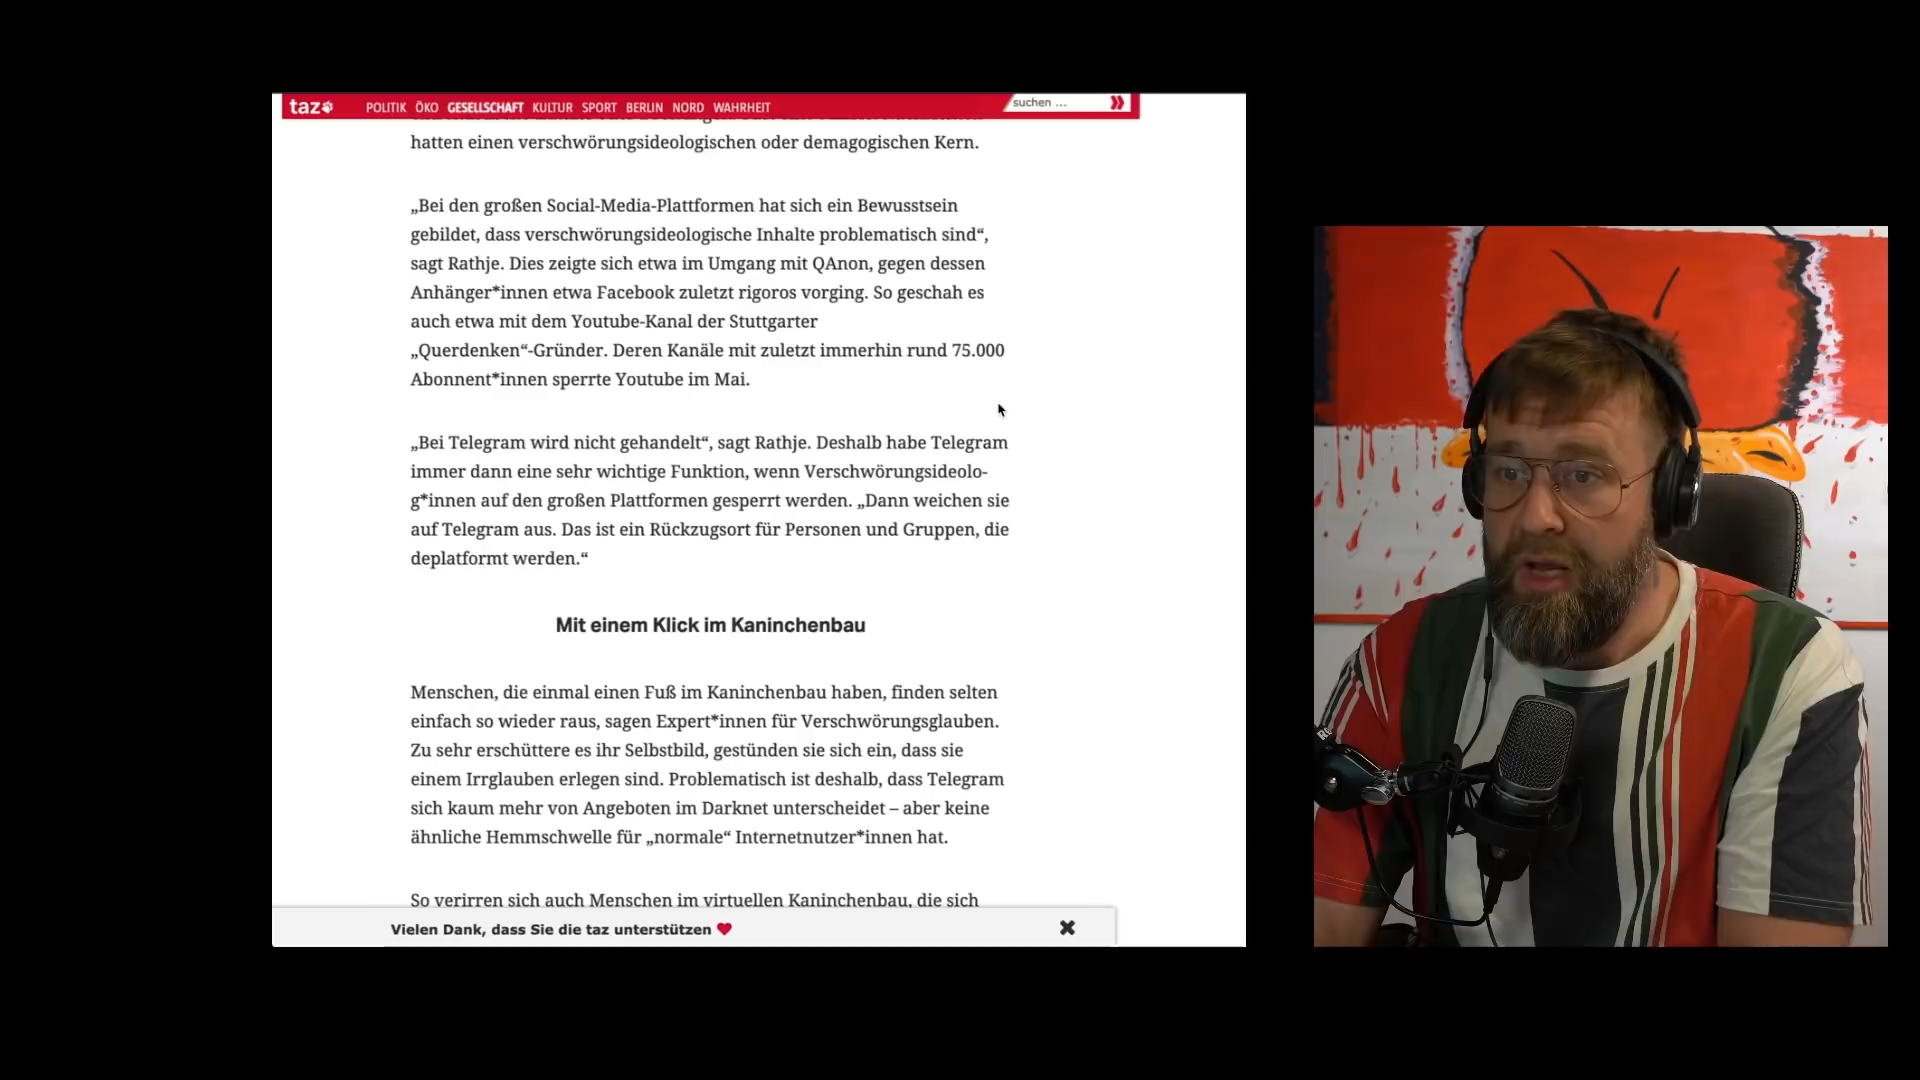 taz
POLITIK ÖKO GESELLSCHAFT KULTUR SPORT BERLIN NORD WAHRHEIT
suchen ...
hatten einen verschwörungsideologischen oder demagogischen Kern.
„Bei den großen Social-Media-Plattformen hat sich ein Bewusstsein
gebildet, dass verschwörungsideologische Inhalte problematisch sind“,
sagt Rathje. Dies zeigte sich etwa im Umgang mit QAnon, gegen dessen
Anhänger*innen etwa Facebook zuletzt rigoros vorging. So geschah es
auch etwa mit dem Youtube-Kanal der Stuttgarter
„Querdenken“-Gründer. Deren Kanäle mit zuletzt immerhin rund 75.000
Abonnent*innen sperrte Youtube im Mai.
„Bei Telegram wird nicht gehandelt“, sagt Rathje. Deshalb habe Telegram
immer dann eine sehr wichtige Funktion, wenn Verschwörungsideolo-
g*innen auf den großen Plattformen gesperrt werden. „Dann weichen sie
auf Telegram aus. Das ist ein Rückzugsort für Personen und Gruppen, die
deplatformt werden.“
Mit einem Klick im Kaninchenbau
Menschen, die einmal einen Fuß im Kaninchenbau haben, finden selten
einfach so wieder raus, sagen Expert*innen für Verschwörungsglauben.
Zu sehr erschüttere es ihr Selbstbild, gestünden sie sich ein, dass sie
einem Irrglauben erlegen sind. Problematisch ist deshalb, dass Telegram
sich kaum mehr von Angeboten im Darknet unterscheidet – aber keine
ähnliche Hemmschwelle für „normale“ Internetnutzer*innen hat.
So verirren sich auch Menschen im virtuellen Kaninchenbau, die sich
Vielen Dank, dass Sie die taz unterstützen